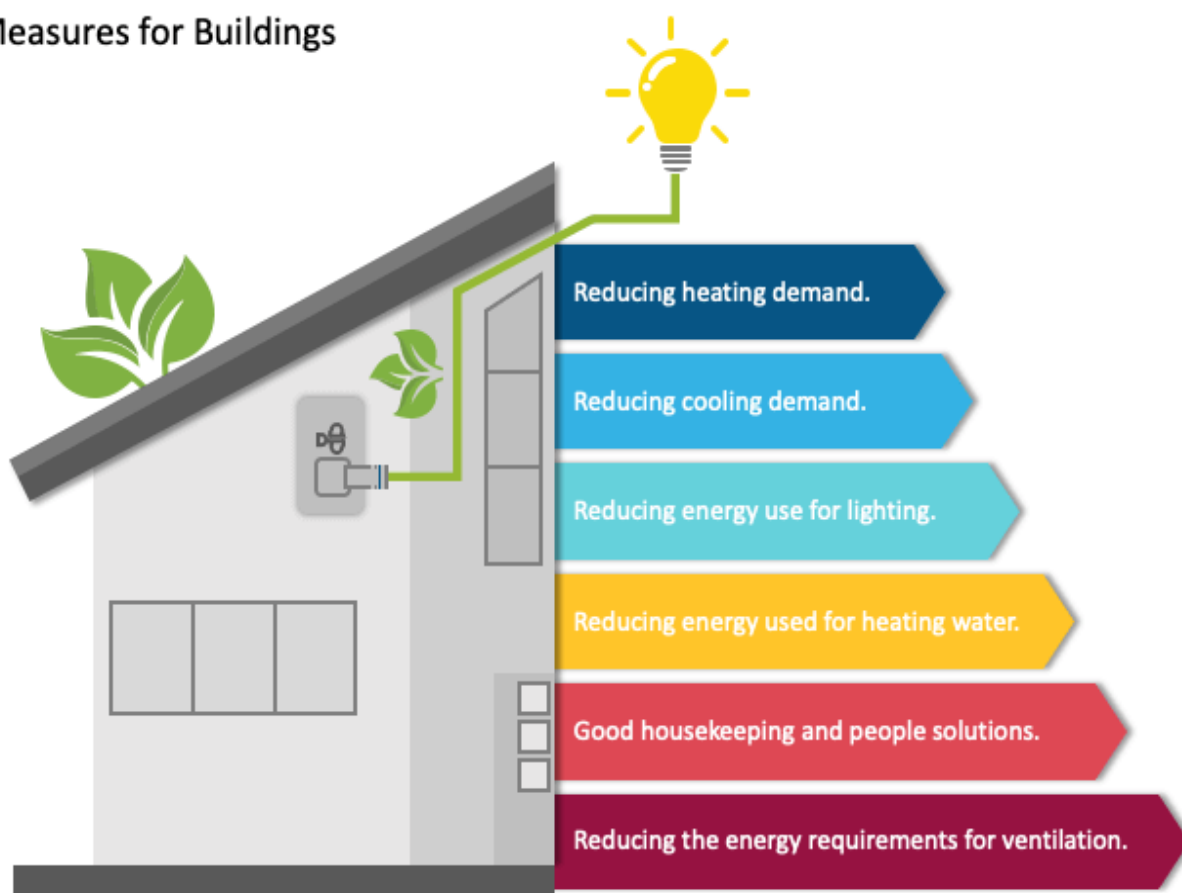 Measures for Buildings
Reducing heating demand.
Reducing cooling demand.
Reducing energy use for lighting.
Reducing energy used for heating water.
Good housekeeping and people solutions.
Reducing the energy requirements for ventilation.